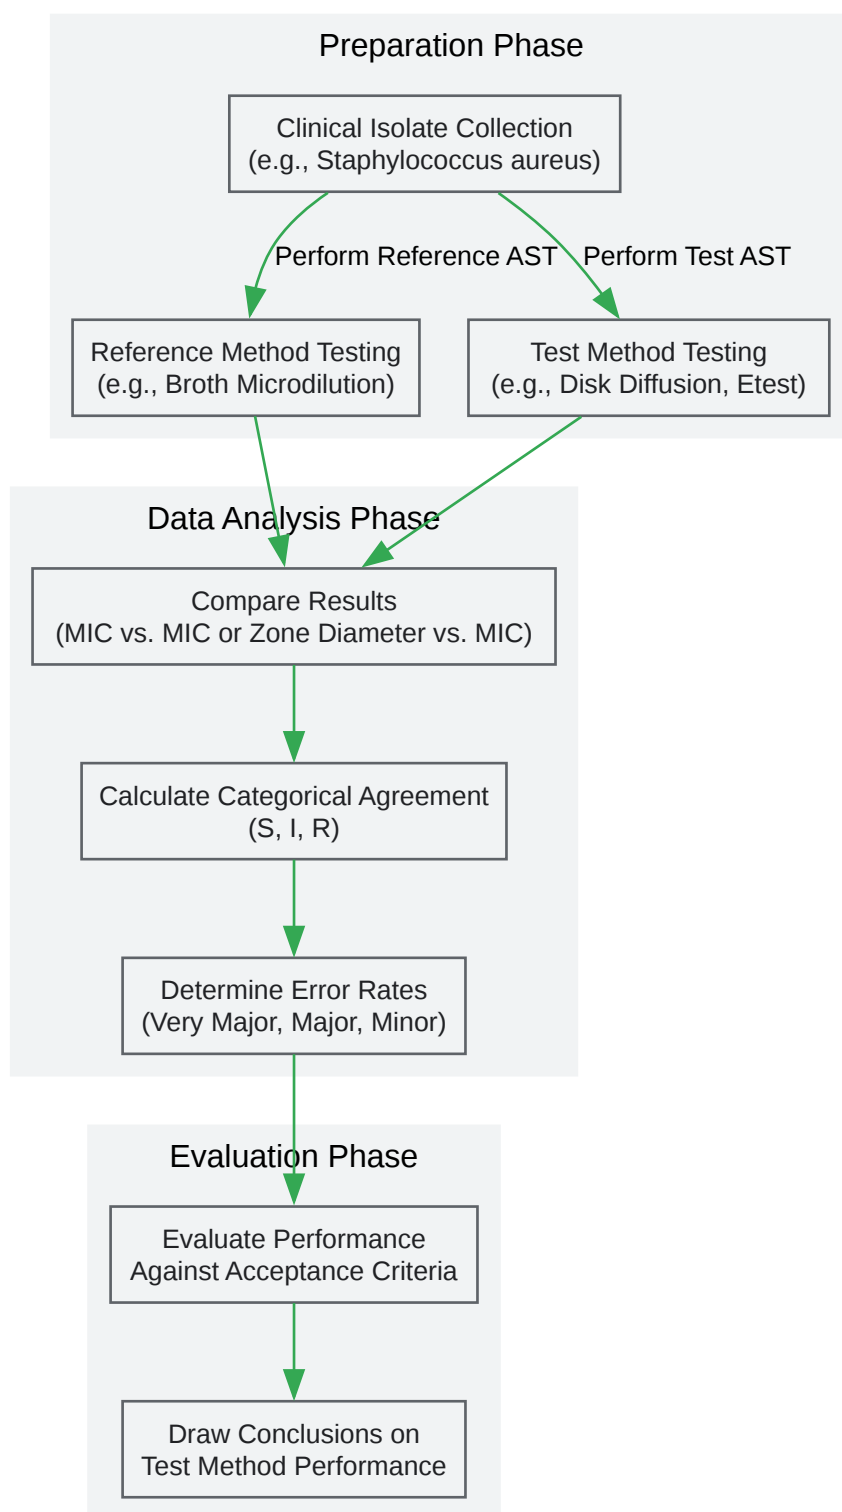 Preparation Phase
Clinical Isolate Collection
(e.g., Staphylococcus aureus)
Perform Reference AST
Perform Test AST
Reference Method Testing
(e.g., Broth Microdilution)
Test Method Testing
(e.g., Disk Diffusion, Etest)
Data Analysis Phase
Compare Results
(MIC vs. MIC or Zone Diameter vs. MIC)
Calculate Categorical Agreement
(S, I, R)
Determine Error Rates
(Very Major, Major, Minor)
Evaluation Phase
Evaluate Performance
Against Acceptance Criteria
Draw Conclusions on
Test Method Performance